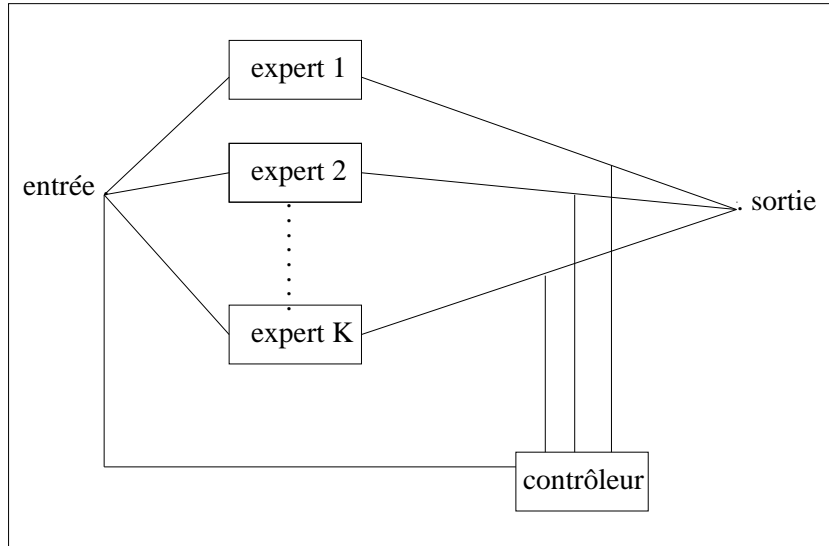 expert 1
expert 2
entrée
sortie
expert K
contrôleur